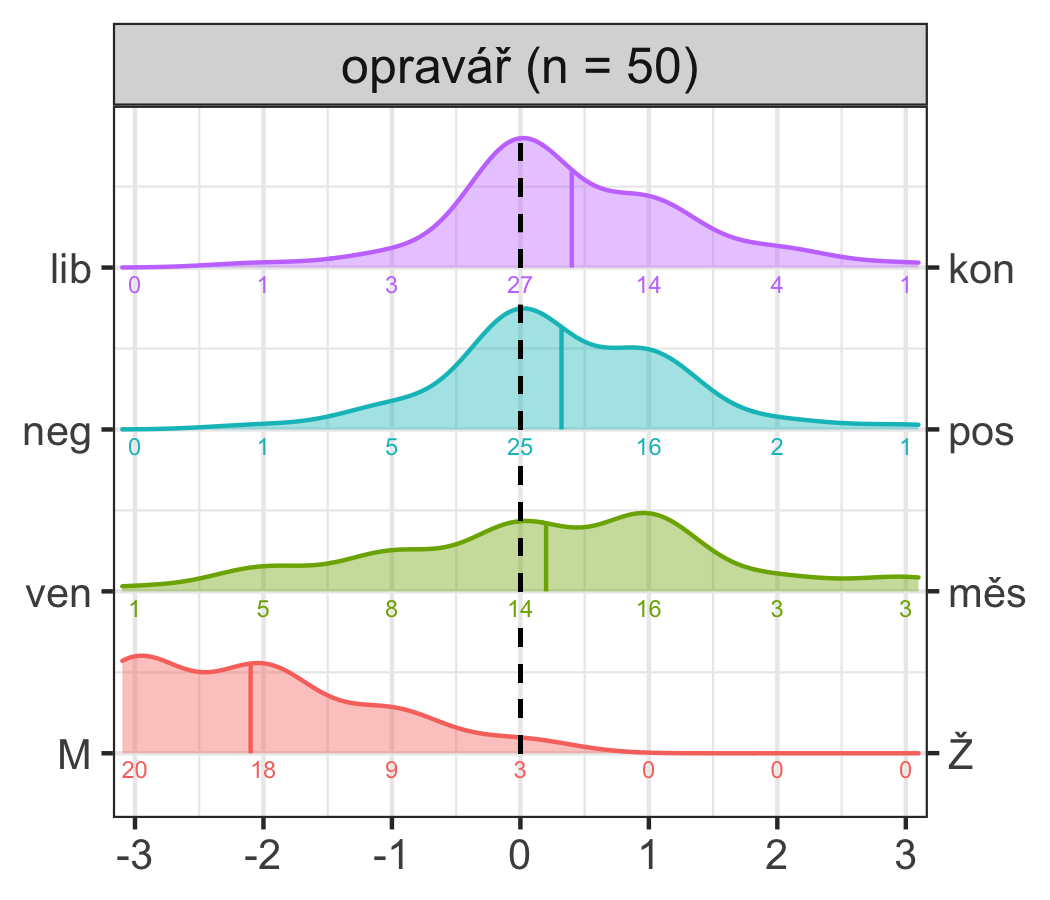 opravář (n = 50)
lib kon
0 1 3 27 14 4 1
neg pos
0 1 5 25 16 2 1
ven měs
1 5 8 14 16 3 3
M Ž
20 18 9 3 0 0 0
-3 -2 -1 0 1 2 3